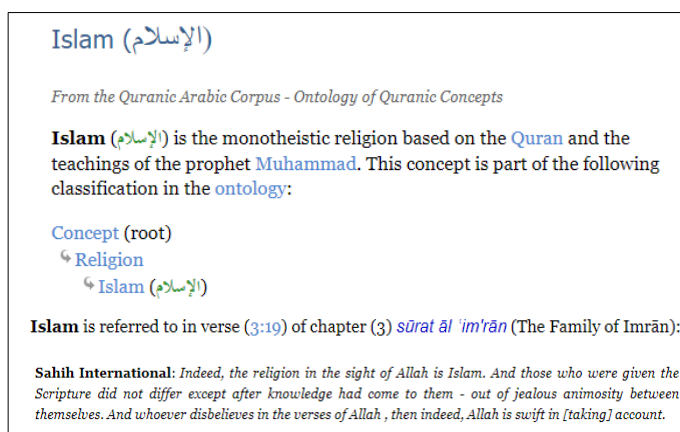 Islam (الإسلام)
From the Quranic Arabic Corpus - Ontology of Quranic Concepts
Islam (الإسلام) is the monotheistic religion based on the Quran and the
teachings of the prophet Muhammad. This concept is part of the following
classification in the ontology:
Concept (root)
Religion
Islam (الإسلام)
Islam is referred to in verse (3:19) of chapter (3) sūrat āl ʿim'rān (The Family of Imrān):
Sahih International: Indeed, the religion in the sight of Allah is Islam. And those who were given the
Scripture did not differ except after knowledge had come to them - out of jealous animosity between
themselves. And whoever disbelieves in the verses of Allah , then indeed, Allah is swift in [taking] account.